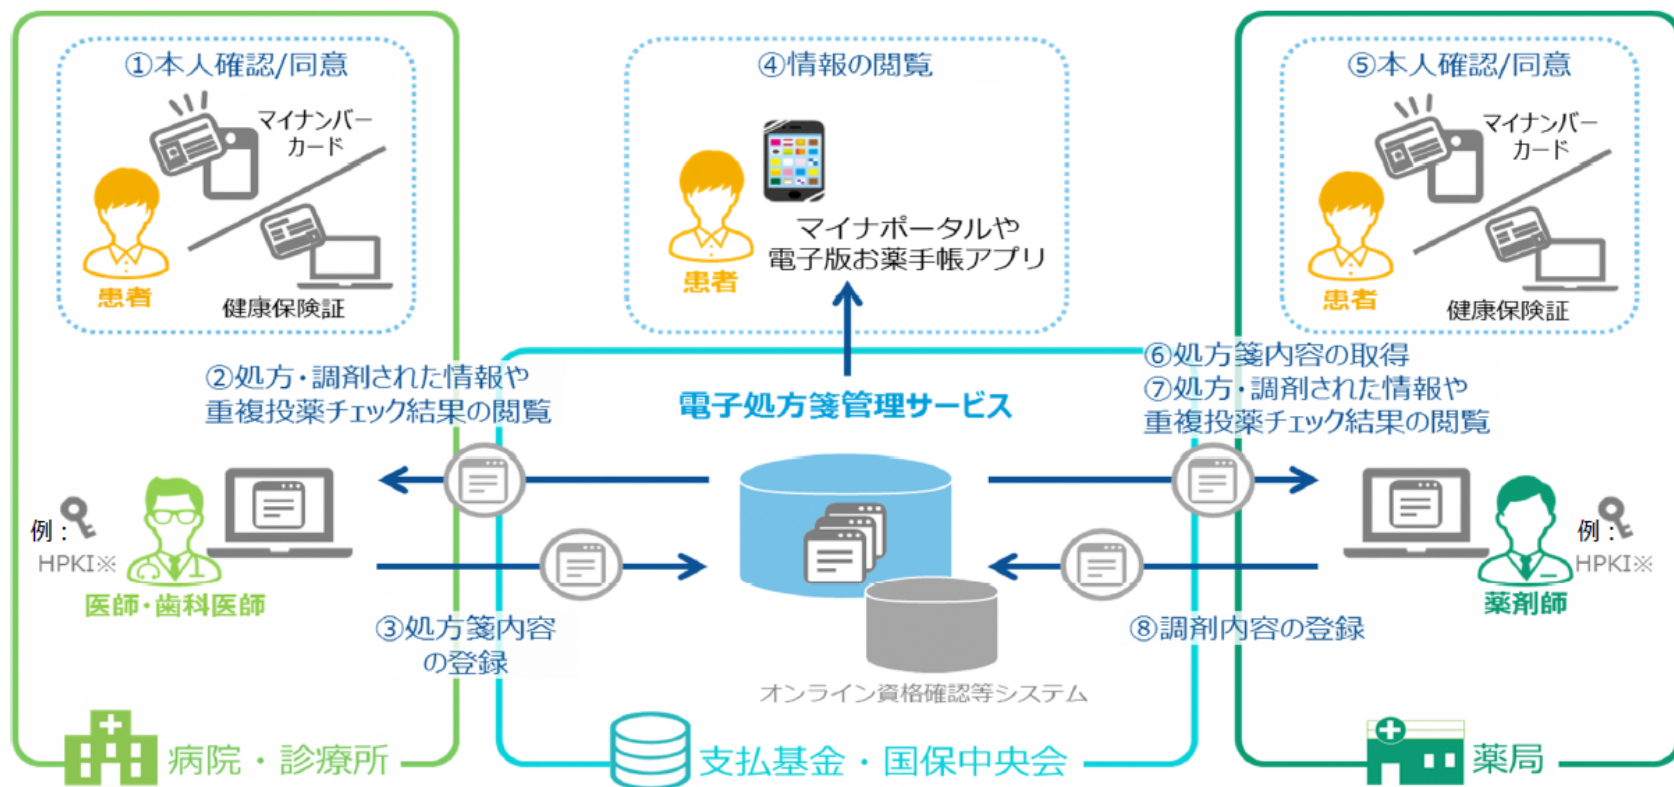 ①本人確認/同意
マイナンバー
カード
患者
健康保険証
②処方・調剤された情報や
重複投薬チェック結果の閲覧
例：
HPKI※
医師・歯科医師
③処方箋内容
の登録
病院・診療所
④情報の閲覧
マイナポータルや
電子版お薬手帳アプリ
患者
電子処方箋管理サービス
オンライン資格確認等システム
支払基金・国保中央会
⑤本人確認/同意
マイナンバー
カード
患者
健康保険証
⑥処方箋内容の取得
⑦処方・調剤された情報や
重複投薬チェック結果の閲覧
例：
HPKI※
薬剤師
⑧調剤内容の登録
薬局